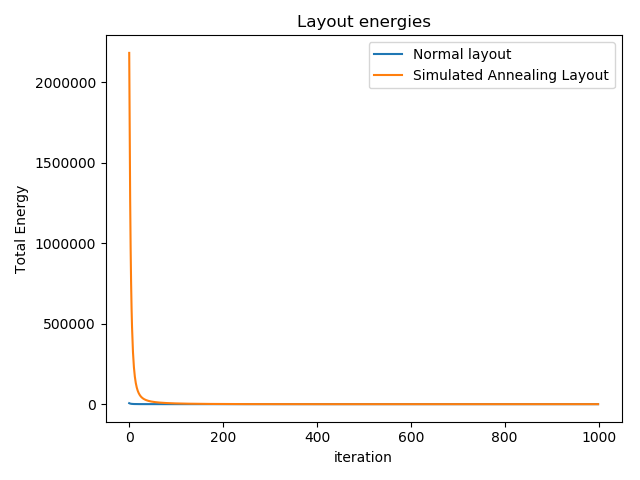 Layout energies
Normal layout
Simulated Annealing Layout
Total Energy
2000000
1500000
1000000
500000
0
0 200 400 600 800 1000
iteration